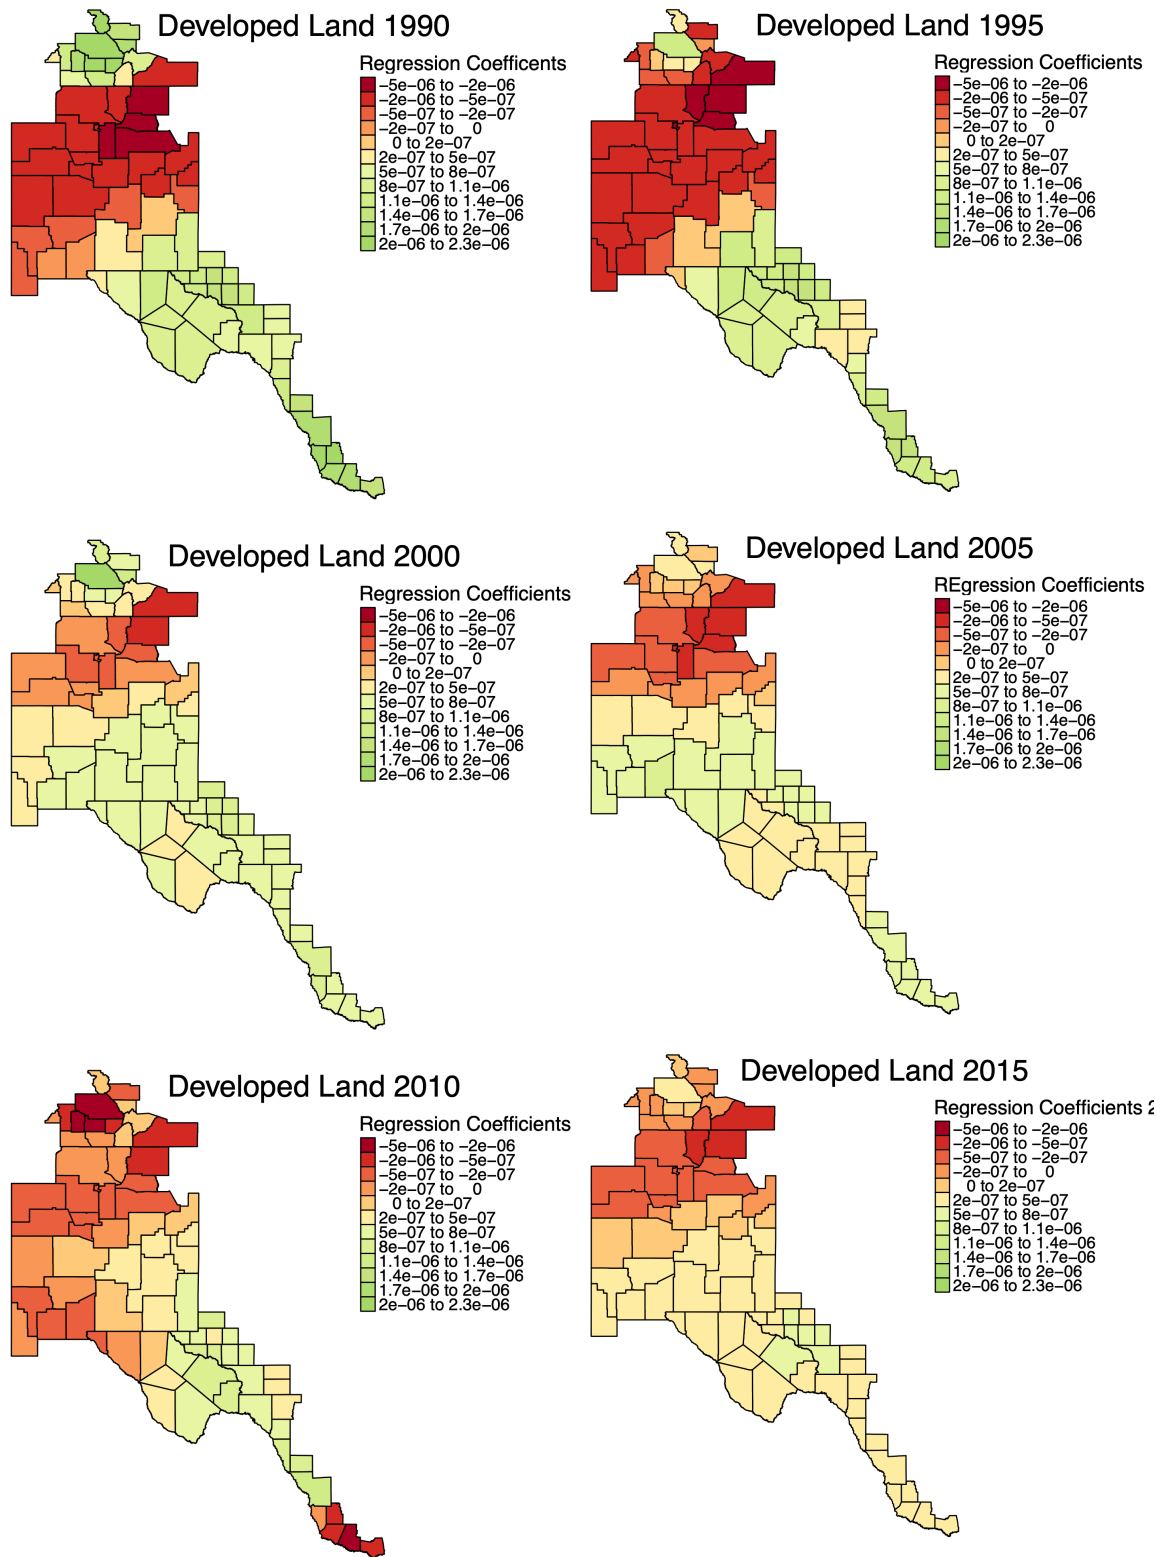 Developed Land 1990
Regression Coefficents
−5e−06 to −2e−06
−2e−06 to −5e−07
−5e−07 to −2e−07
−2e−07 to 0
0 to 2e−07
2e−07 to 5e−07
5e−07 to 8e−07
8e−07 to 1.1e−06
1.1e−06 to 1.4e−06
1.4e−06 to 1.7e−06
1.7e−06 to 2e−06
2e−06 to 2.3e−06
Developed Land 1995
Regression Coefficients
−5e−06 to −2e−06
−2e−06 to −5e−07
−5e−07 to −2e−07
−2e−07 to 0
0 to 2e−07
2e−07 to 5e−07
5e−07 to 8e−07
8e−07 to 1.1e−06
1.1e−06 to 1.4e−06
1.4e−06 to 1.7e−06
1.7e−06 to 2e−06
2e−06 to 2.3e−06
Developed Land 2000
Regression Coefficients
−5e−06 to −2e−06
−2e−06 to −5e−07
−5e−07 to −2e−07
−2e−07 to 0
0 to 2e−07
2e−07 to 5e−07
5e−07 to 8e−07
8e−07 to 1.1e−06
1.1e−06 to 1.4e−06
1.4e−06 to 1.7e−06
1.7e−06 to 2e−06
2e−06 to 2.3e−06
Developed Land 2005
REgression Coefficients
−5e−06 to −2e−06
−2e−06 to −5e−07
−5e−07 to −2e−07
−2e−07 to 0
0 to 2e−07
2e−07 to 5e−07
5e−07 to 8e−07
8e−07 to 1.1e−06
1.1e−06 to 1.4e−06
1.4e−06 to 1.7e−06
1.7e−06 to 2e−06
2e−06 to 2.3e−06
Developed Land 2010
Regression Coefficients
−5e−06 to −2e−06
−2e−06 to −5e−07
−5e−07 to −2e−07
−2e−07 to 0
0 to 2e−07
2e−07 to 5e−07
5e−07 to 8e−07
8e−07 to 1.1e−06
1.1e−06 to 1.4e−06
1.4e−06 to 1.7e−06
1.7e−06 to 2e−06
2e−06 to 2.3e−06
Developed Land 2015
Regression Coefficients 2
−5e−06 to −2e−06
−2e−06 to −5e−07
−5e−07 to −2e−07
−2e−07 to 0
0 to 2e−07
2e−07 to 5e−07
5e−07 to 8e−07
8e−07 to 1.1e−06
1.1e−06 to 1.4e−06
1.4e−06 to 1.7e−06
1.7e−06 to 2e−06
2e−06 to 2.3e−06